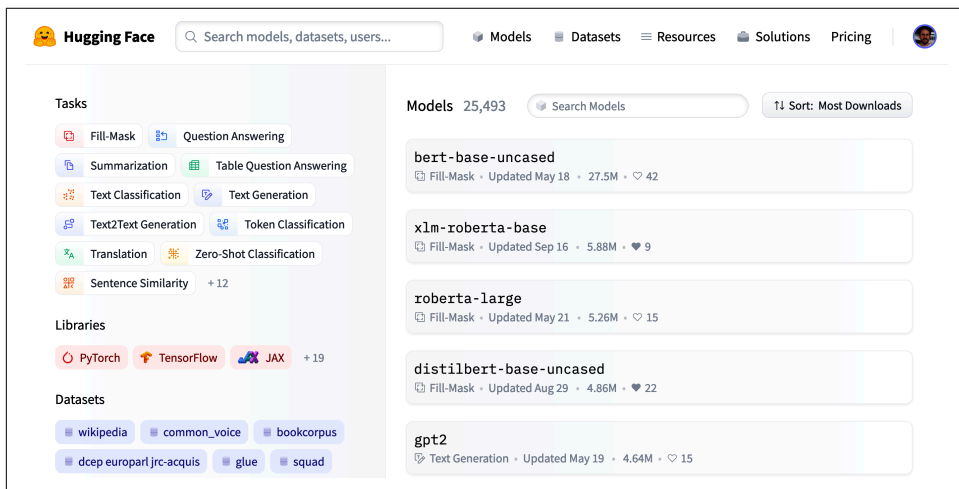 Hugging Face
Search models, datasets, users...
Models
Datasets
Resources
Solutions
Pricing
Tasks
Fill-Mask
Question Answering
Summarization
Table Question Answering
Text Classification
Text Generation
Text2Text Generation
Token Classification
Translation
Zero-Shot Classification
Sentence Similarity
+ 12
Libraries
PyTorch
TensorFlow
JAX
+ 19
Datasets
wikipedia
common_voice
bookcorpus
dcep europarl jrc-acquis
glue
squad
Models 25,493
Search Models
↑↓ Sort: Most Downloads
bert-base-uncased
Fill-Mask • Updated May 18 • 27.5M • ♡ 42
xlm-roberta-base
Fill-Mask • Updated Sep 16 • 5.88M • ♥ 9
roberta-large
Fill-Mask • Updated May 21 • 5.26M • ♡ 15
distilbert-base-uncased
Fill-Mask • Updated Aug 29 • 4.86M • ♥ 22
gpt2
Text Generation • Updated May 19 • 4.64M • ♡ 15